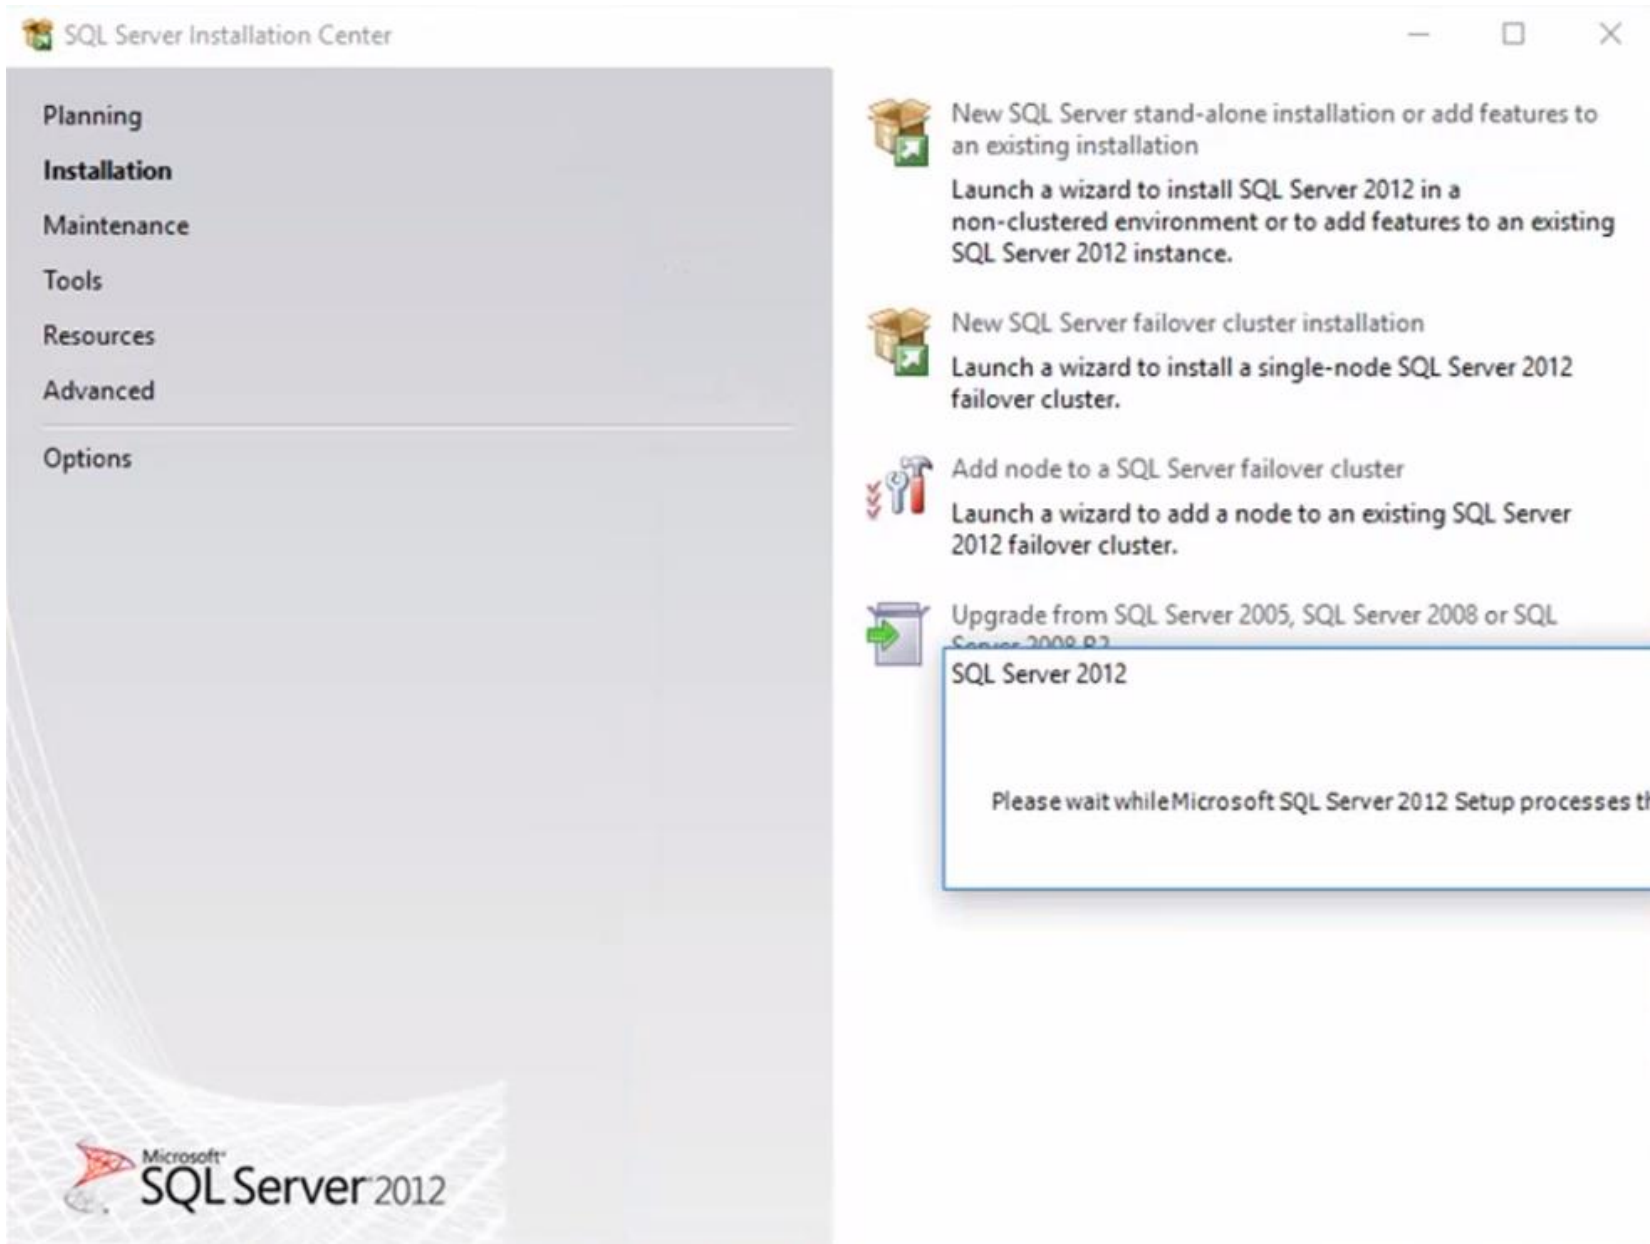 SQL Server Installation Center
Planning
Installation
Maintenance
Tools
Resources
Advanced
Options
New SQL Server stand-alone installation or add features to
an existing installation
Launch a wizard to install SQL Server 2012 in a
non-clustered environment or to add features to an existing
SQL Server 2012 instance.
New SQL Server failover cluster installation
Launch a wizard to install a single-node SQL Server 2012
failover cluster.
Add node to a SQL Server failover cluster
Launch a wizard to add a node to an existing SQL Server
2012 failover cluster.
Upgrade from SQL Server 2005, SQL Server 2008 or SQL
Server 2008 R2
SQL Server 2012
Please wait while Microsoft SQL Server 2012 Setup processes th
Microsoft
SQL Server 2012